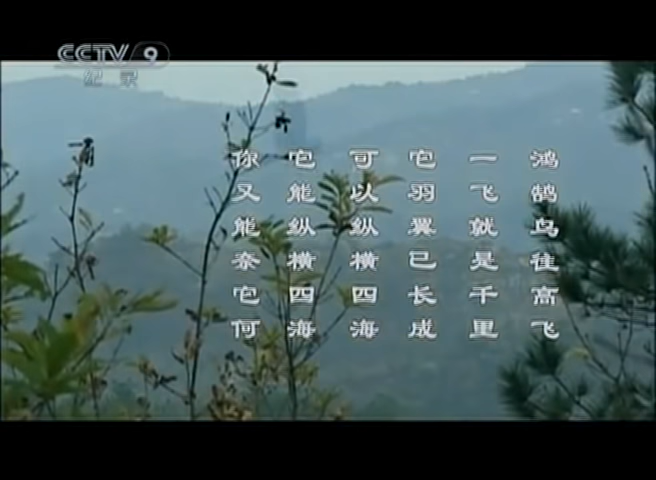 CCTV 9
纪录
鸿鹄鸟往高飞
一飞就是千里
它羽翼已长成
可以纵横四海
它能纵横四海
你又能奈它何